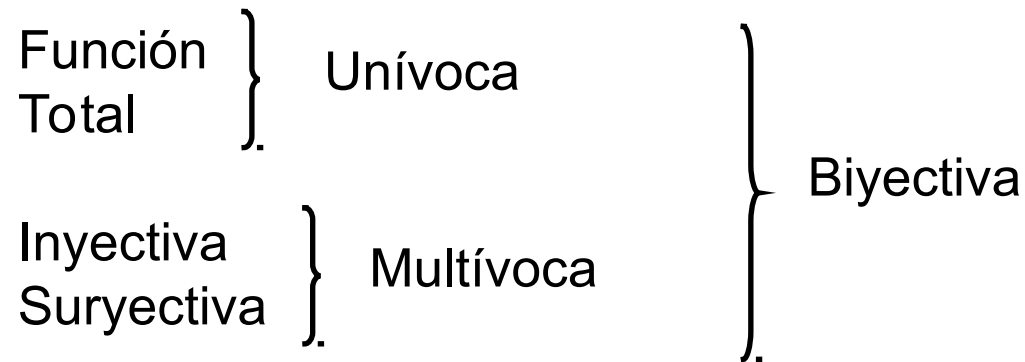 Función
Total
Unívoca
Inyectiva
Suryectiva
Multívoca
Biyectiva